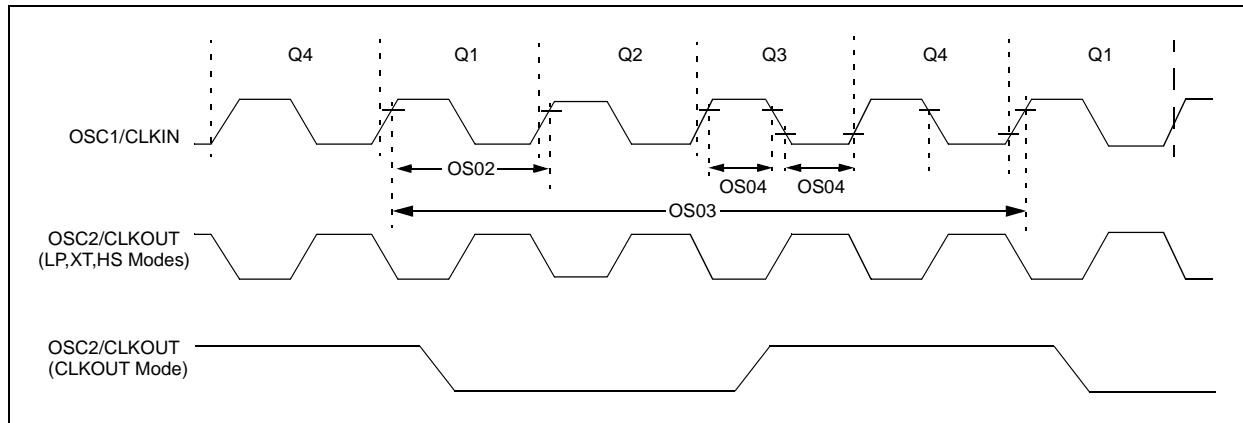 Q4 Q1 Q2 Q3 Q4 Q1
OSC1/CLKIN
OS02
OS04 OS04
OS03
OSC2/CLKOUT
(LP,XT,HS Modes)
OSC2/CLKOUT
(CLKOUT Mode)